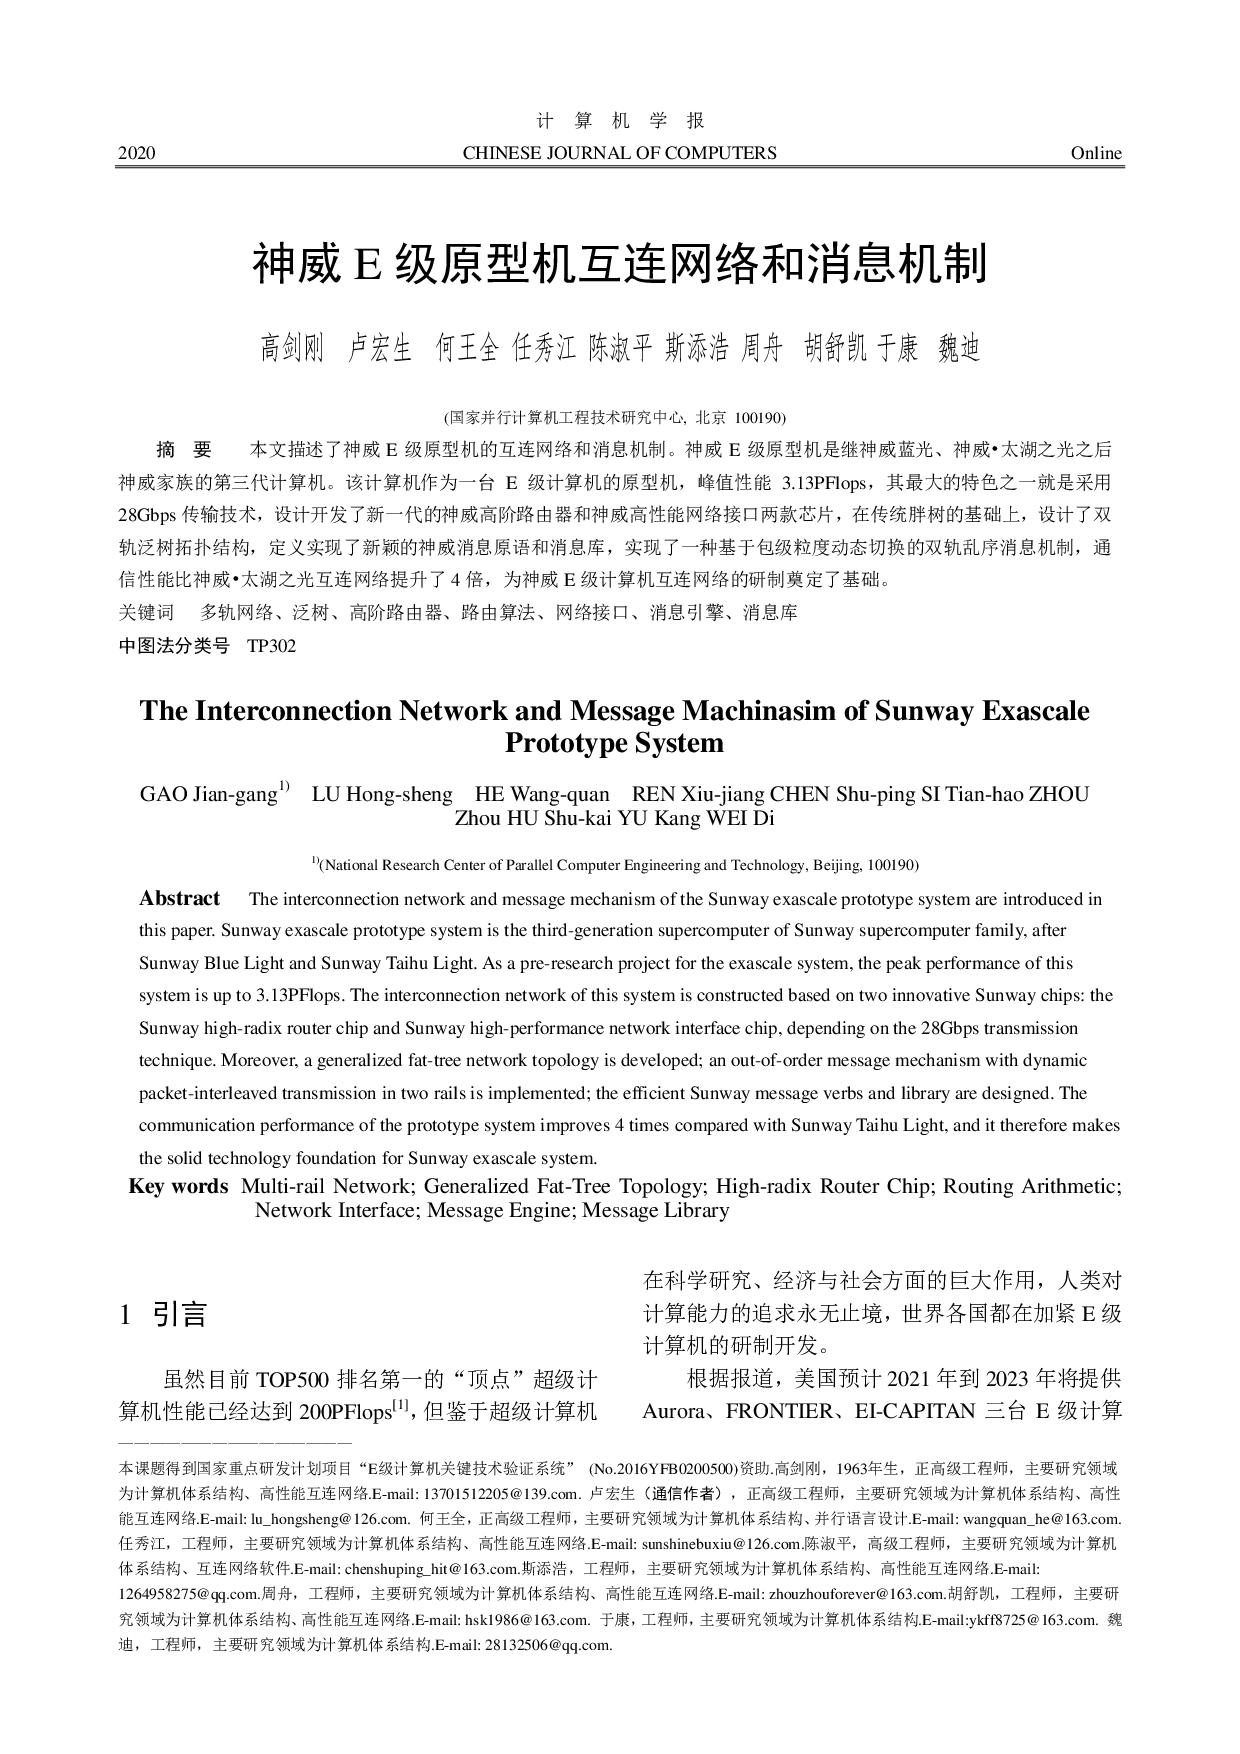 计 算 机 学 报
2020 CHINESE JOURNAL OF COMPUTERS Online
神威 E 级原型机互连网络和消息机制
高剑刚 卢宏生 何王全 任秀江 陈淑平 斯添浩 周舟 胡舒凯 于康 魏迪
(国家并行计算机工程技术研究中心, 北京 100190)
摘 要 本文描述了神威 E 级原型机的互连网络和消息机制。神威 E 级原型机是继神威蓝光、神威•太湖之光之后
神威家族的第三代计算机。该计算机作为一台 E 级计算机的原型机，峰值性能 3.13PFlops，其最大的特色之一就是采用
28Gbps 传输技术，设计开发了新一代的神威高阶路由器和神威高性能网络接口两款芯片，在传统胖树的基础上，设计了双
轨泛树拓扑结构，定义实现了新颖的神威消息原语和消息库，实现了一种基于包级粒度动态切换的双轨乱序消息机制，通
信性能比神威•太湖之光互连网络提升了 4 倍，为神威 E 级计算机互连网络的研制奠定了基础。
关键词 多轨网络、泛树、高阶路由器、路由算法、网络接口、消息引擎、消息库
中图法分类号 TP302
The Interconnection Network and Message Machinasim of Sunway Exascale
Prototype System
GAO Jian-gang1) LU Hong-sheng HE Wang-quan REN Xiu-jiang CHEN Shu-ping SI Tian-hao ZHOU
Zhou HU Shu-kai YU Kang WEI Di
1)(National Research Center of Parallel Computer Engineering and Technology, Beijing, 100190)
Abstract The interconnection network and message mechanism of the Sunway exascale prototype system are introduced in
this paper. Sunway exascale prototype system is the third-generation supercomputer of Sunway supercomputer family, after
Sunway Blue Light and Sunway Taihu Light. As a pre-research project for the exascale system, the peak performance of this
system is up to 3.13PFlops. The interconnection network of this system is constructed based on two innovative Sunway chips: the
Sunway high-radix router chip and Sunway high-performance network interface chip, depending on the 28Gbps transmission
technique. Moreover, a generalized fat-tree network topology is developed; an out-of-order message mechanism with dynamic
packet-interleaved transmission in two rails is implemented; the efficient Sunway message verbs and library are designed. The
communication performance of the prototype system improves 4 times compared with Sunway Taihu Light, and it therefore makes
the solid technology foundation for Sunway exascale system.
Key words Multi-rail Network; Generalized Fat-Tree Topology; High-radix Router Chip; Routing Arithmetic;
Network Interface; Message Engine; Message Library
1 引言
虽然目前 TOP500 排名第一的“顶点”超级计
算机性能已经达到 200PFlops[1]，但鉴于超级计算机
在科学研究、经济与社会方面的巨大作用，人类对
计算能力的追求永无止境，世界各国都在加紧 E 级
计算机的研制开发。
根据报道，美国预计 2021 年到 2023 年将提供
Aurora、FRONTIER、EI-CAPITAN 三台 E 级计算
本课题得到国家重点研发计划项目“E级计算机关键技术验证系统” (No.2016YFB0200500)资助.高剑刚，1963年生，正高级工程师，主要研究领域
为计算机体系结构、高性能互连网络.E-mail: 13701512205@139.com. 卢宏生（通信作者），正高级工程师，主要研究领域为计算机体系结构、高性
能互连网络.E-mail: lu_hongsheng@126.com. 何王全，正高级工程师，主要研究领域为计算机体系结构、并行语言设计.E-mail: wangquan_he@163.com.
任秀江，工程师，主要研究领域为计算机体系结构、高性能互连网络.E-mail: sunshinebuxiu@126.com.陈淑平，高级工程师，主要研究领域为计算机
体系结构、互连网络软件.E-mail: chenshuping_hit@163.com.斯添浩，工程师，主要研究领域为计算机体系结构、高性能互连网络.E-mail:
1264958275@qq.com.周舟，工程师，主要研究领域为计算机体系结构、高性能互连网络.E-mail: zhouzhouforever@163.com.胡舒凯，工程师，主要研
究领域为计算机体系结构、高性能互连网络.E-mail: hsk1986@163.com. 于康，工程师，主要研究领域为计算机体系结构.E-mail:ykff8725@163.com. 魏
迪，工程师，主要研究领域为计算机体系结构.E-mail: 28132506@qq.com.